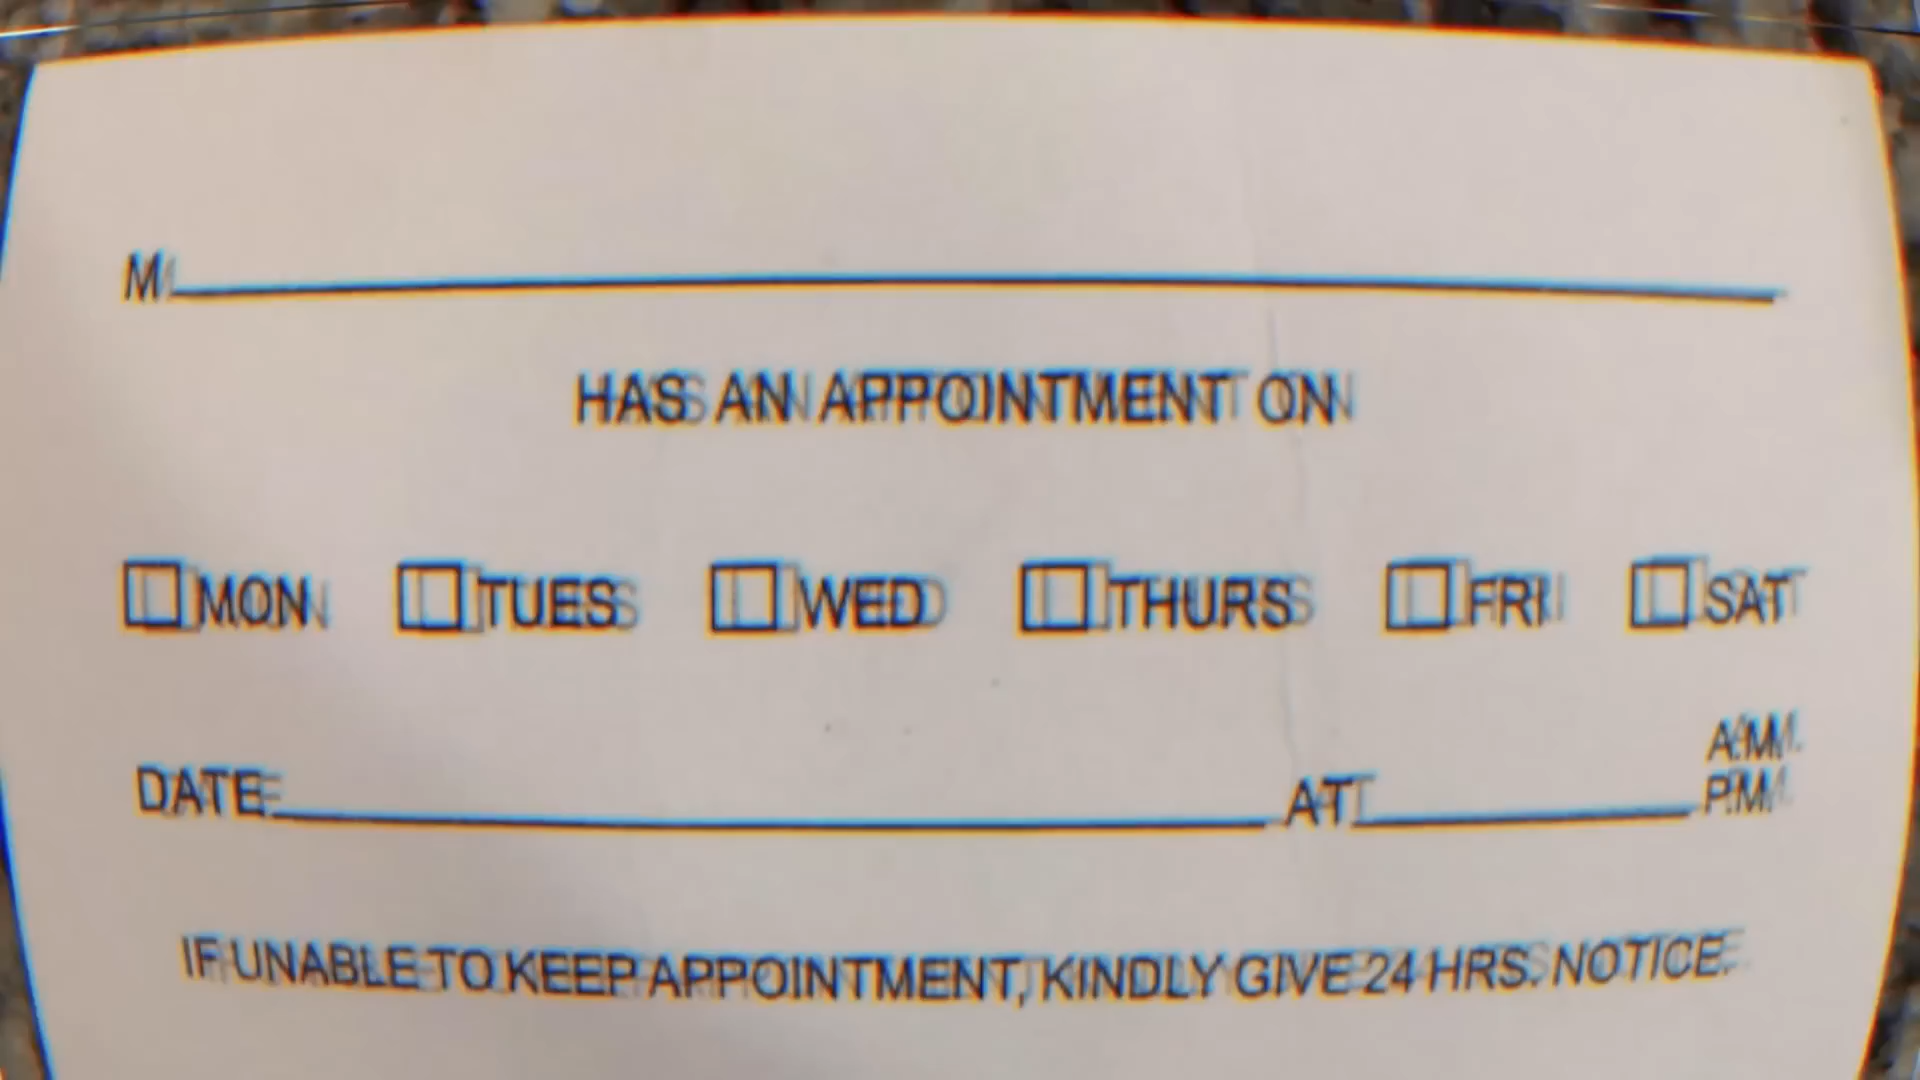 M
HAS AN APPOINTMENT ON
MON TUES WED THURS FRI SAT
A.M.
DATE AT P.M.
IF UNABLE TO KEEP APPOINTMENT, KINDLY GIVE 24 HRS. NOTICE.